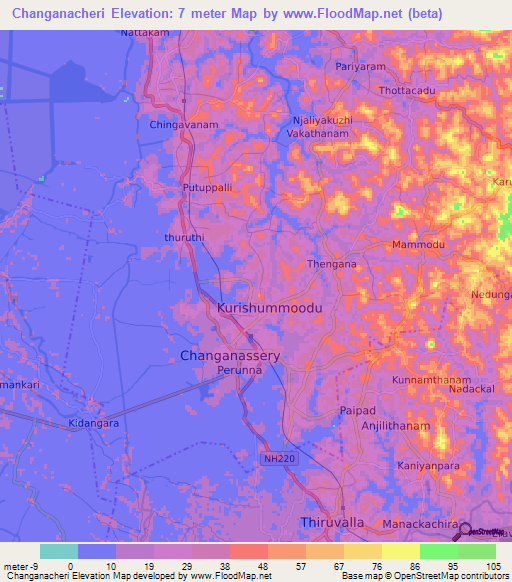 Changanacheri Elevation: 7 meter Map by www.FloodMap.net (beta)
Nattakam
Pariyaram
Thottacadu
Chingavanam
Njaliyakuzhi
Vakathanam
Putuppalli
Karu
thuruthi
Mammodu
Thengana
Nedunga
Kurishummoodu
Changanassery
Perunna
mankari
Kunnamthanam
Nadackal
Kidangara
Paipad
Anjilithanam
NH220
Kaniyanpara
Thiruvalla
Manackachira
penStreetMap
meter -9 0 10 19 29 38 48 57 67 76 86 95 105
Changanacheri Elevation Map developed by www.FloodMap.net
Base map © OpenStreetMap contributors